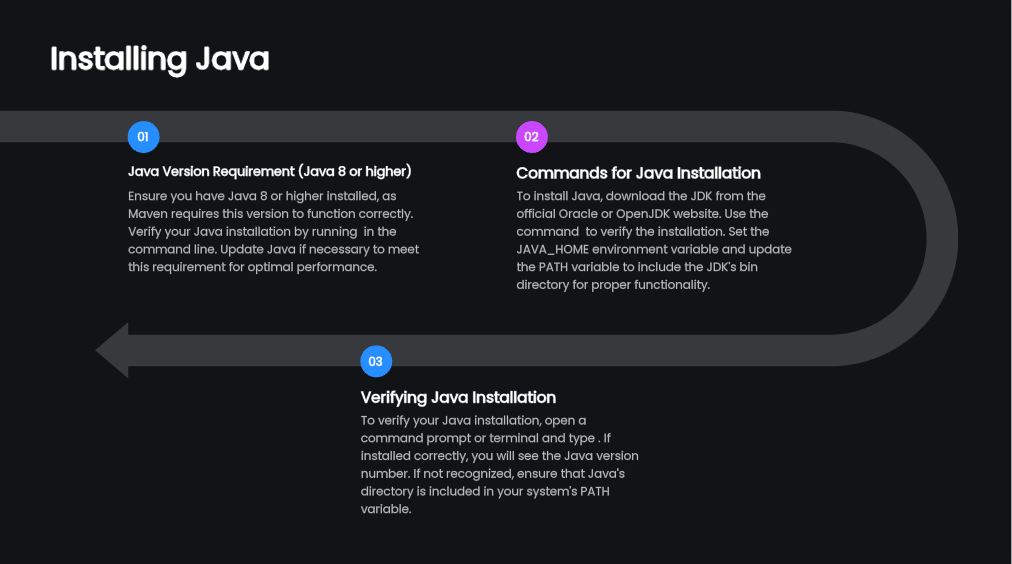 Installing Java
01
Java Version Requirement (Java 8 or higher)
Ensure you have Java 8 or higher installed, as
Maven requires this version to function correctly.
Verify your Java installation by running  in the
command line. Update Java if necessary to meet
this requirement for optimal performance.
02
Commands for Java Installation
To install Java, download the JDK from the
official Oracle or OpenJDK website. Use the
command  to verify the installation. Set the
JAVA_HOME environment variable and update
the PATH variable to include the JDK's bin
directory for proper functionality.
03
Verifying Java Installation
To verify your Java installation, open a
command prompt or terminal and type . If
installed correctly, you will see the Java version
number. If not recognized, ensure that Java's
directory is included in your system's PATH
variable.